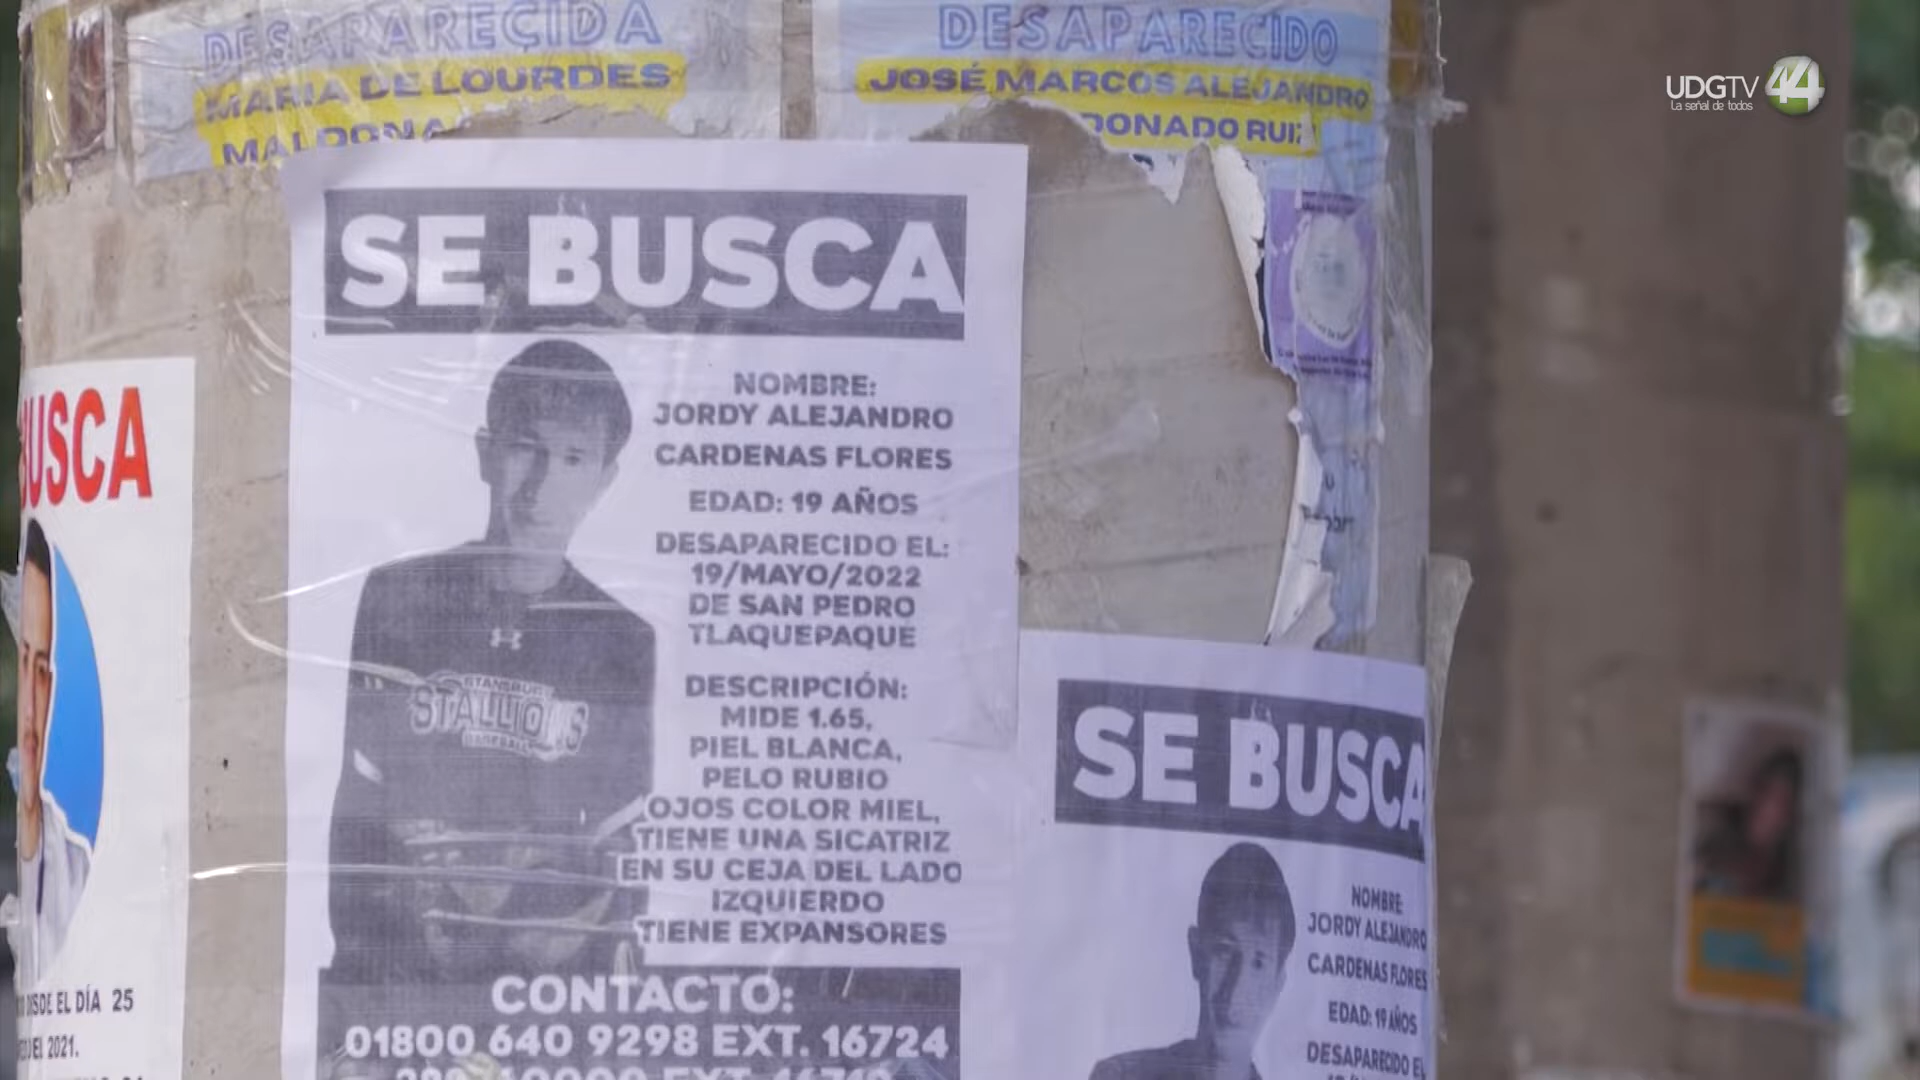 DESAPARECIDA
MARIA DE LOURDES
DESAPARECIDO
JOSÉ MARCOS ALEJANDRO
DONADO RUIZ
UDGTV 44
La señal de todos
SE BUSCA
NOMBRE:
JORDY ALEJANDRO
CARDENAS FLORES
EDAD: 19 AÑOS
DESAPARECIDO EL:
19/MAYO/2022
DE SAN PEDRO
TLAQUEPAQUE
DESCRIPCIÓN:
MIDE 1.65,
PIEL BLANCA,
PELO RUBIO
OJOS COLOR MIEL,
TIENE UNA SICATRIZ
EN SU CEJA DEL LADO
IZQUIERDO
TIENE EXPANSORES
CONTACTO:
01800 640 9298 EXT. 16724
STANSBURY
STALLIONS
BASEBALL
BUSCA
DESDE EL DÍA 25
DEL 2021.
SE BUSCA
NOMBRE:
JORDY ALEJANDRO
CARDENAS FLORES
EDAD: 19 AÑOS
DESAPARECIDO EL